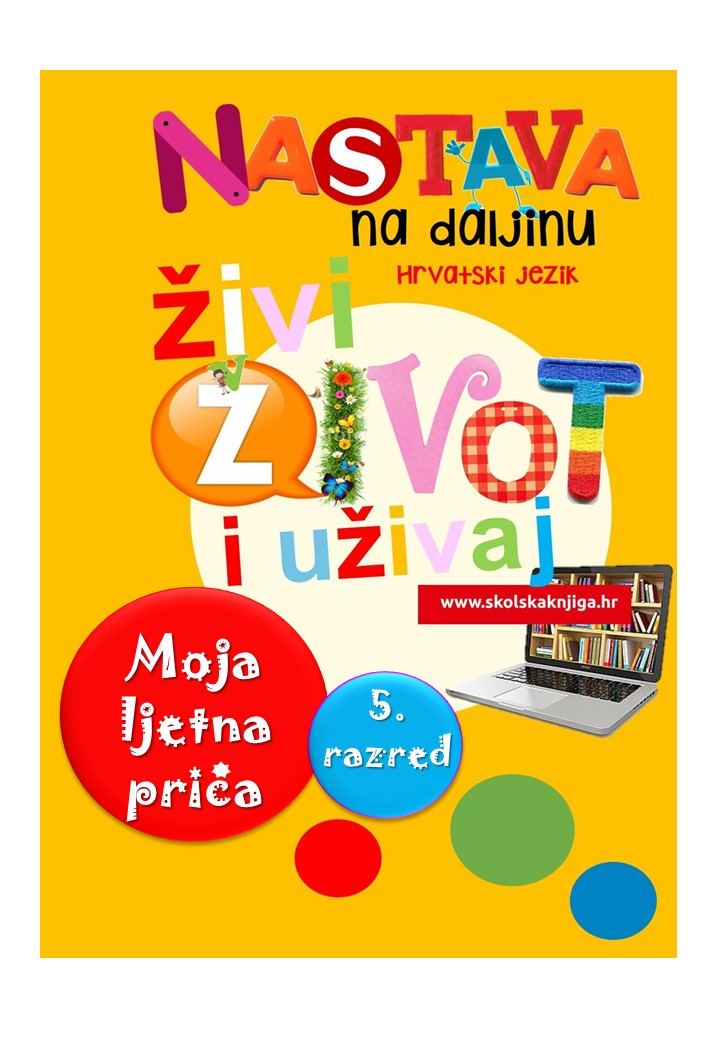 NASTAVA
na daljinu
Hrvatski jezik
živi
ŽIVOT
i uživaj
www.skolskaknjiga.hr
Moja
ljetna
priča
5.
razred